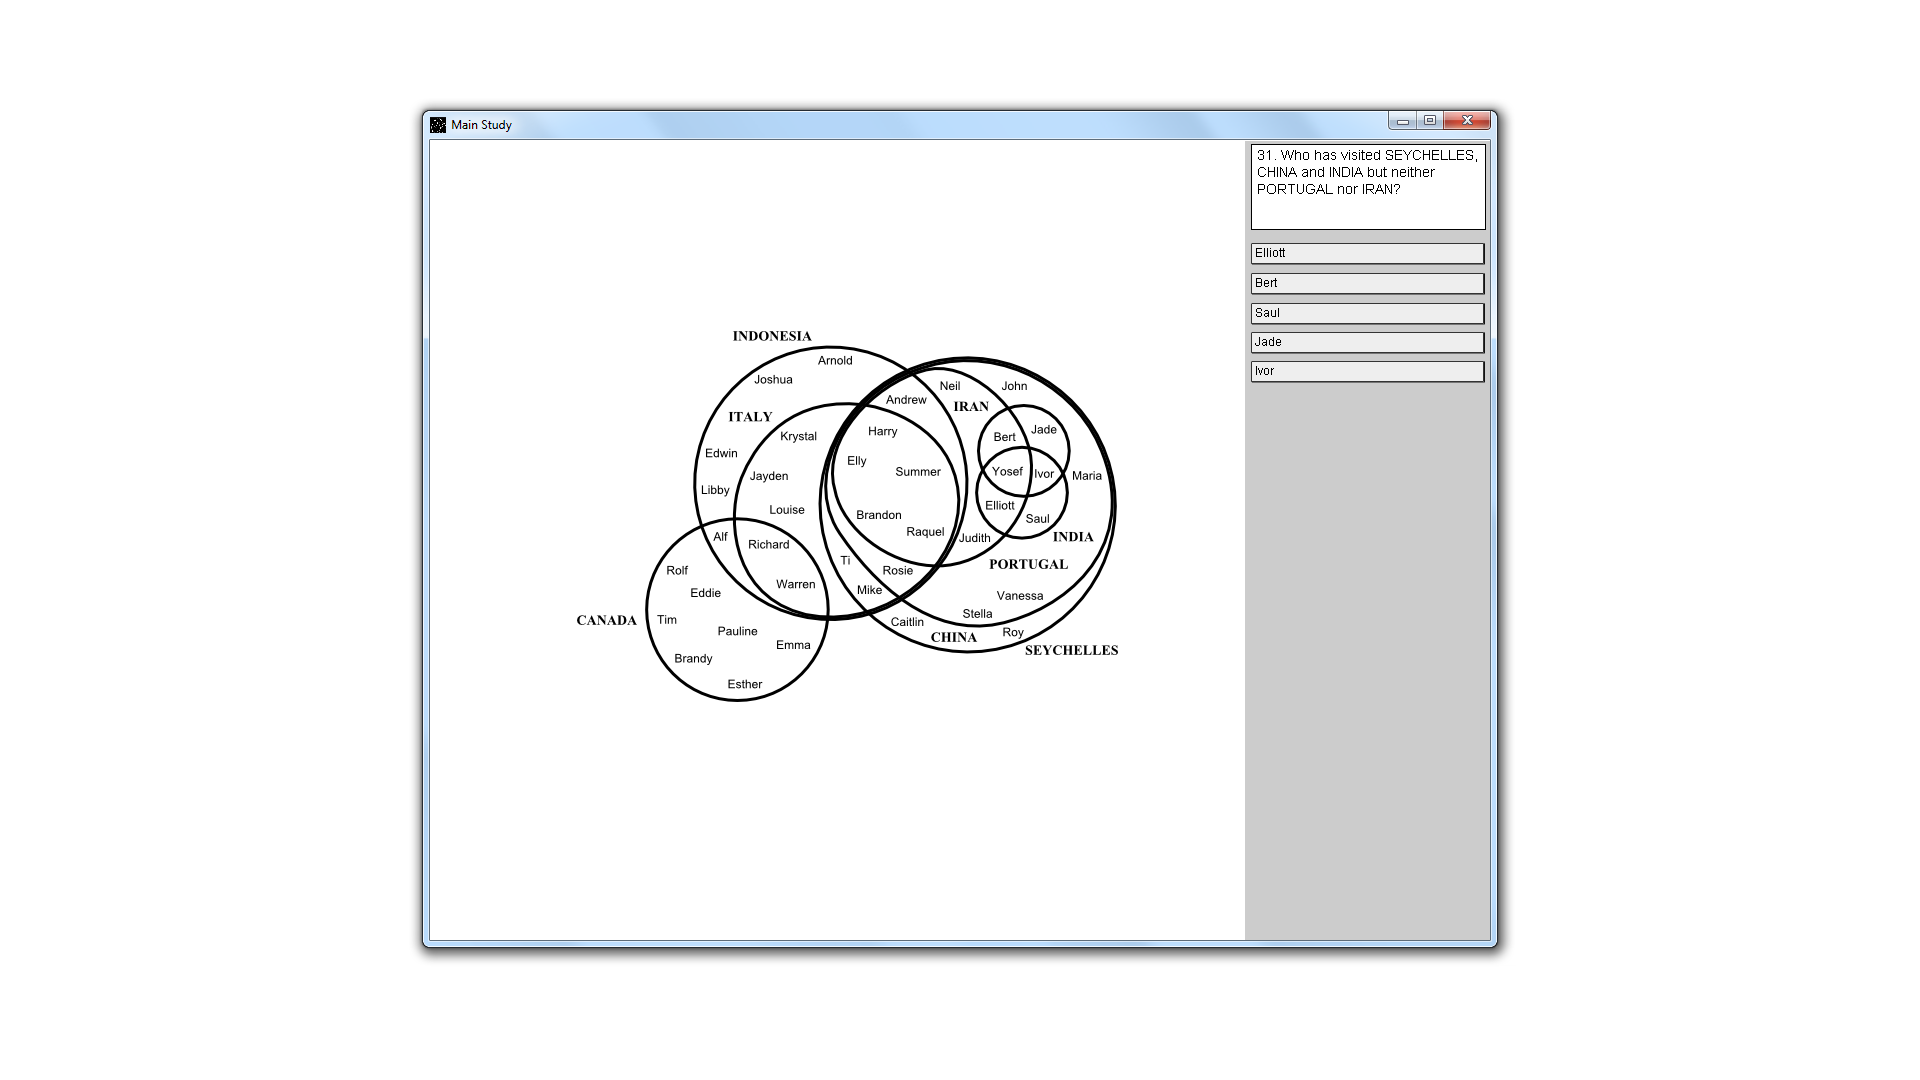 Main Study
31. Who has visited SEYCHELLES,
CHINA and INDIA but neither
PORTUGAL nor IRAN?
Elliott
Bert
Saul
Jade
Ivor
INDONESIA
Arnold
Joshua
ITALY
Krystal
Edwin
Jayden
Libby
Louise
Alf
Richard
Rolf
Eddie
Warren
CANADA
Tim
Pauline
Emma
Brandy
Esther
Neil
John
Andrew
IRAN
Harry
Bert
Jade
Elly
Summer
Yosef
Ivor
Maria
Brandon
Elliott
Saul
Raquel
Judith
INDIA
Ti
Rosie
PORTUGAL
Mike
Vanessa
Stella
Caitlin
CHINA
Roy
SEYCHELLES